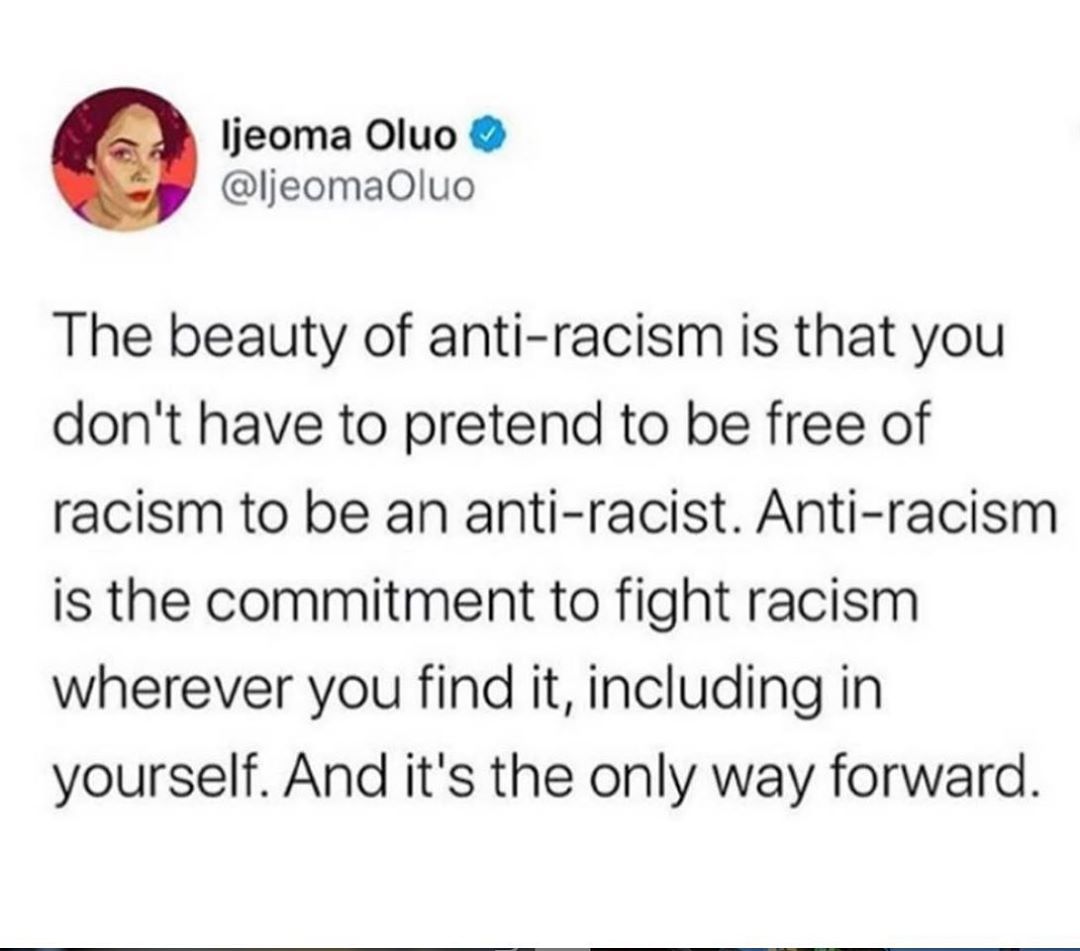 Ijeoma Oluo
@IjeomaOluo
The beauty of anti-racism is that you
don't have to pretend to be free of
racism to be an anti-racist. Anti-racism
is the commitment to fight racism
wherever you find it, including in
yourself. And it's the only way forward.